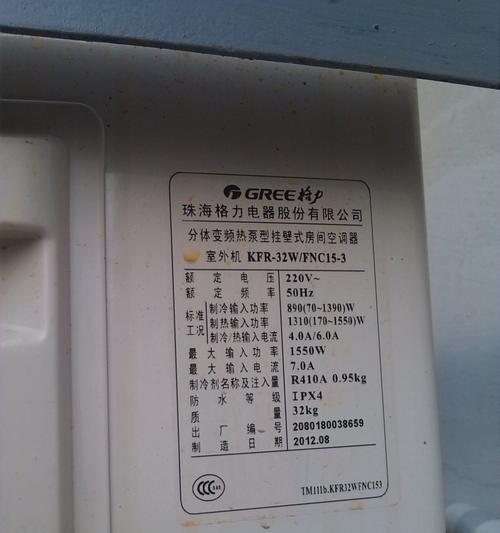 GREE 格力
珠海格力电器股份有限公司
分体变频热泵型挂壁式房间空调器
室外机 KFR-32W/FNC15-3
额定电压 220V~
额定频率 50Hz
标准工况 制冷输入功率 890(70~1390)W
制热输入功率 1310(170~1550)W
制冷/热输入电流 4.0A/6.0A
最大输入功率 1550W
最大输入电流 7.0A
制冷剂名称及注入量 R410A 0.95kg
防水等级 IPX4
质量 32kg
出厂编号 2080180038659
制造日期 2012.08
CCC
TM111b.KFR32WFNC153